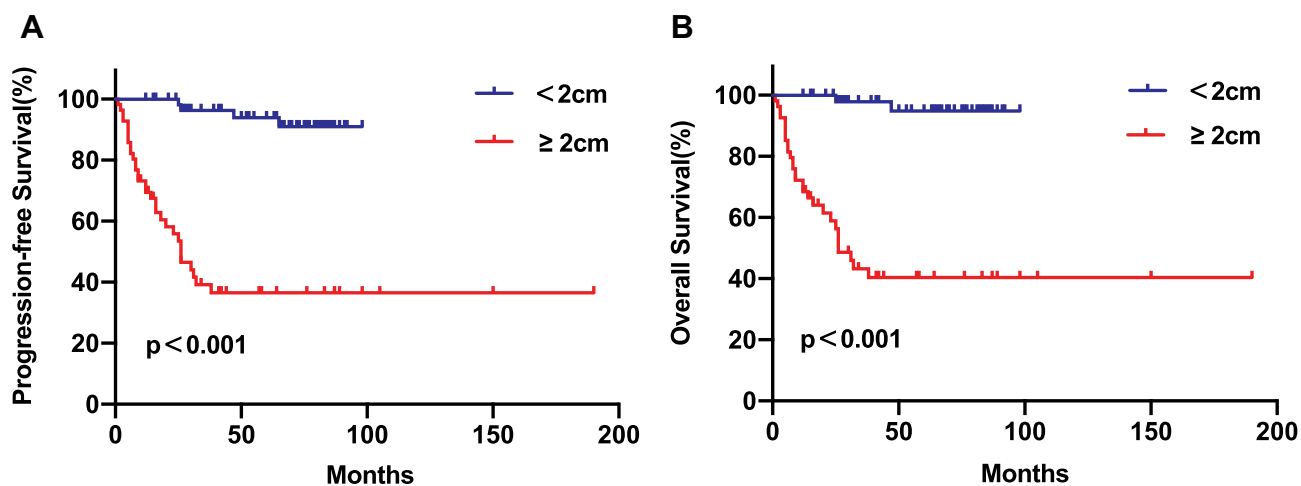 A
Progression-free Survival(%)
100
80
60
40
20
0
0 50 100 150 200
Months
<2cm
≥2cm
p<0.001
B
Overall Survival(%)
100
80
60
40
20
0
0 50 100 150 200
Months
<2cm
≥2cm
p<0.001